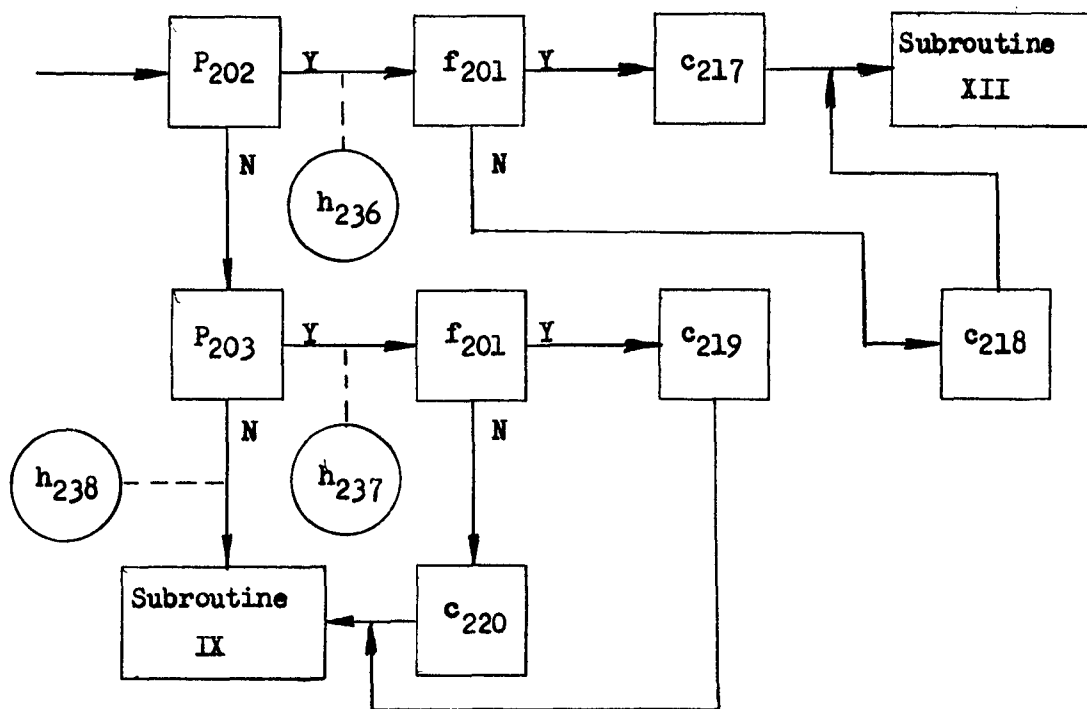 P202
Y
f201
Y
c217
Subroutine
XII
N
h236
N
P203
Y
f201
Y
c219
c218
N
h237
N
h238
Subroutine
IX
c220